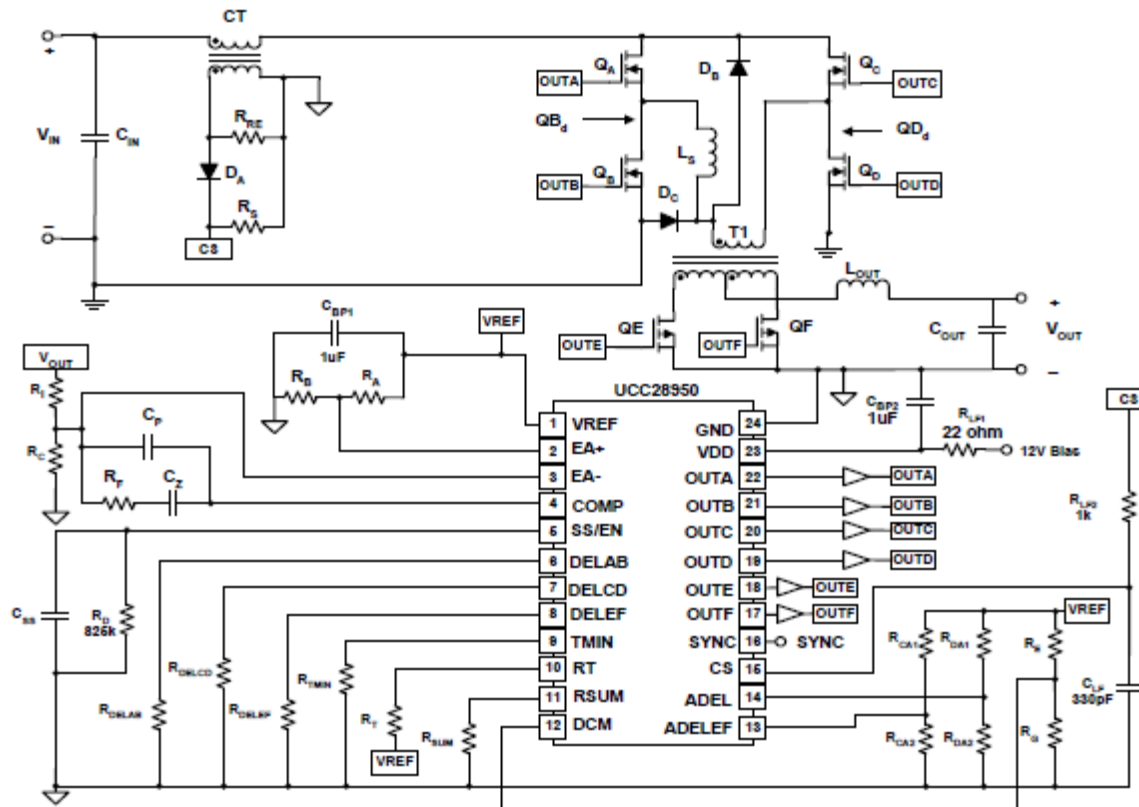 CT
+
V_IN
C_IN
−
R_RE
D_A
R_S
CS
OUTA
Q_A
QB_d
OUTB
Q_B
L_S
D_C
D_B
T1
Q_C
OUTC
QD_d
Q_D
OUTD
L_OUT
QE
OUTE
OUTF
QF
C_OUT
+
V_OUT
−
C_BP1
1uF
R_B
R_A
VREF
V_OUT
R_I
R_C
C_P
R_F
C_Z
UCC28950
1 VREF
2 EA+
3 EA-
4 COMP
5 SS/EN
6 DELAB
7 DELCD
8 DELEF
9 TMIN
10 RT
11 RSUM
12 DCM
GND 24
VDD 23
OUTA 22
OUTB 21
OUTC 20
OUTD 19
OUTE 18
OUTF 17
SYNC 16
CS 15
ADEL 14
ADELEF 13
C_BP2
1uF
R_LF1
22 ohm
12V Bias
OUTA
OUTB
OUTC
OUTD
OUTE
OUTF
SYNC
CS
R_LF2
1k
C_LF
330pF
VREF
R_CA1
R_DA1
R_CA2
R_DA2
R_G
C_SS
R_D
825k
R_DELAB
R_DELCD
R_DELEF
R_TMIN
R_T
VREF
R_SUM